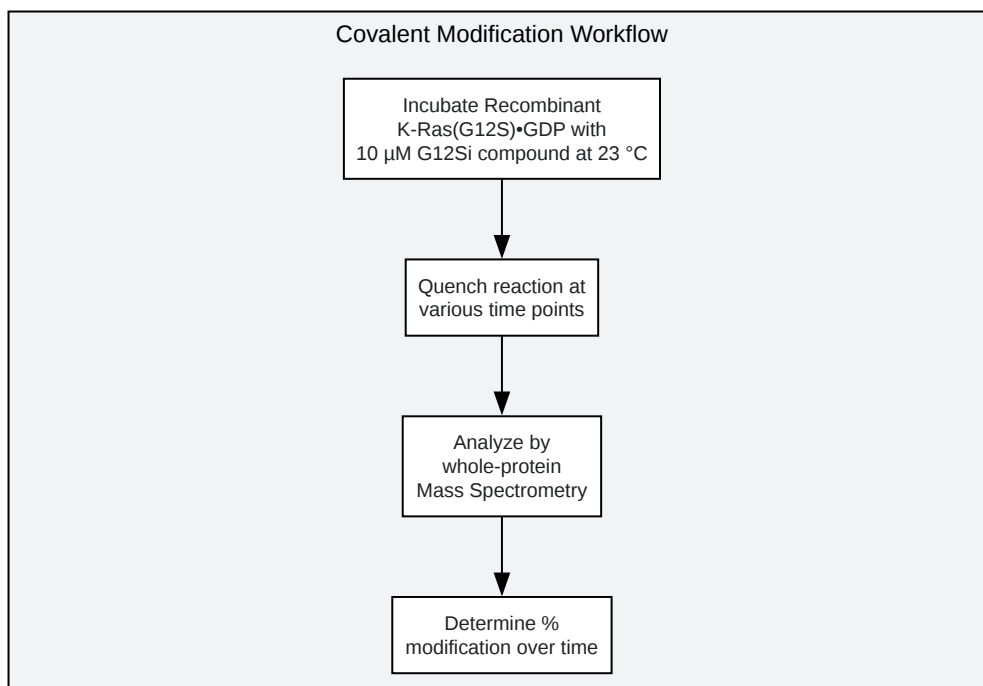 Covalent Modification Workflow
Incubate Recombinant
K-Ras(G12S)•GDP with
10 µM G12Si compound at 23 °C
Quench reaction at
various time points
Analyze by
whole-protein
Mass Spectrometry
Determine %
modification over time